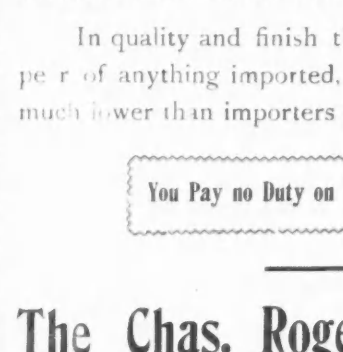 In quality and finish t
pe r of anything imported,
much lower than importers
You Pay no Duty on
The Chas. Roge